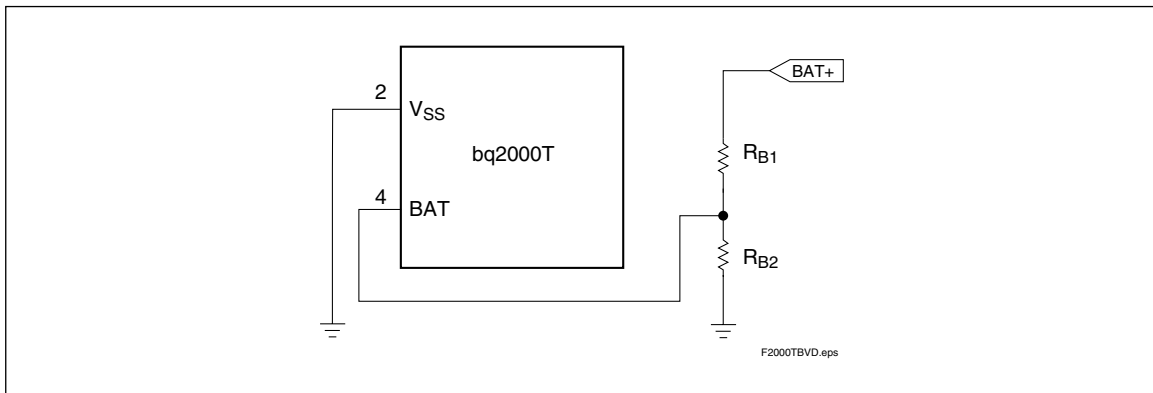 BAT+
2
VSS
bq2000T
RB1
4
BAT
RB2
F2000TBVD.eps